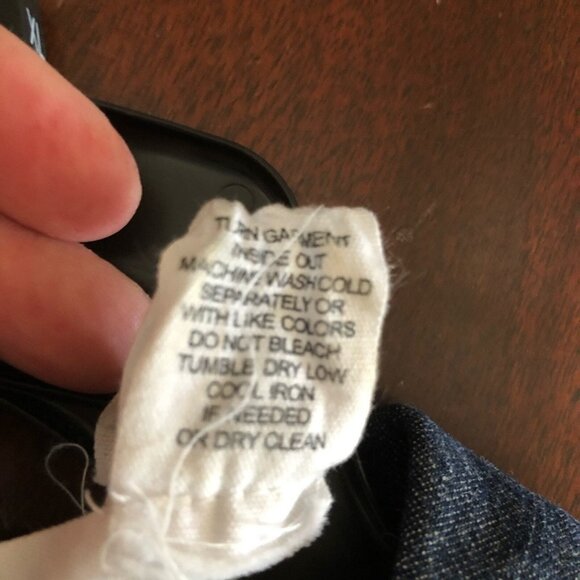 XL
TURN GARMENT
INSIDE OUT
MACHINE WASH COLD
SEPARATELY OR
WITH LIKE COLORS
DO NOT BLEACH
TUMBLE DRY LOW
COOL IRON
IF NEEDED
OR DRY CLEAN